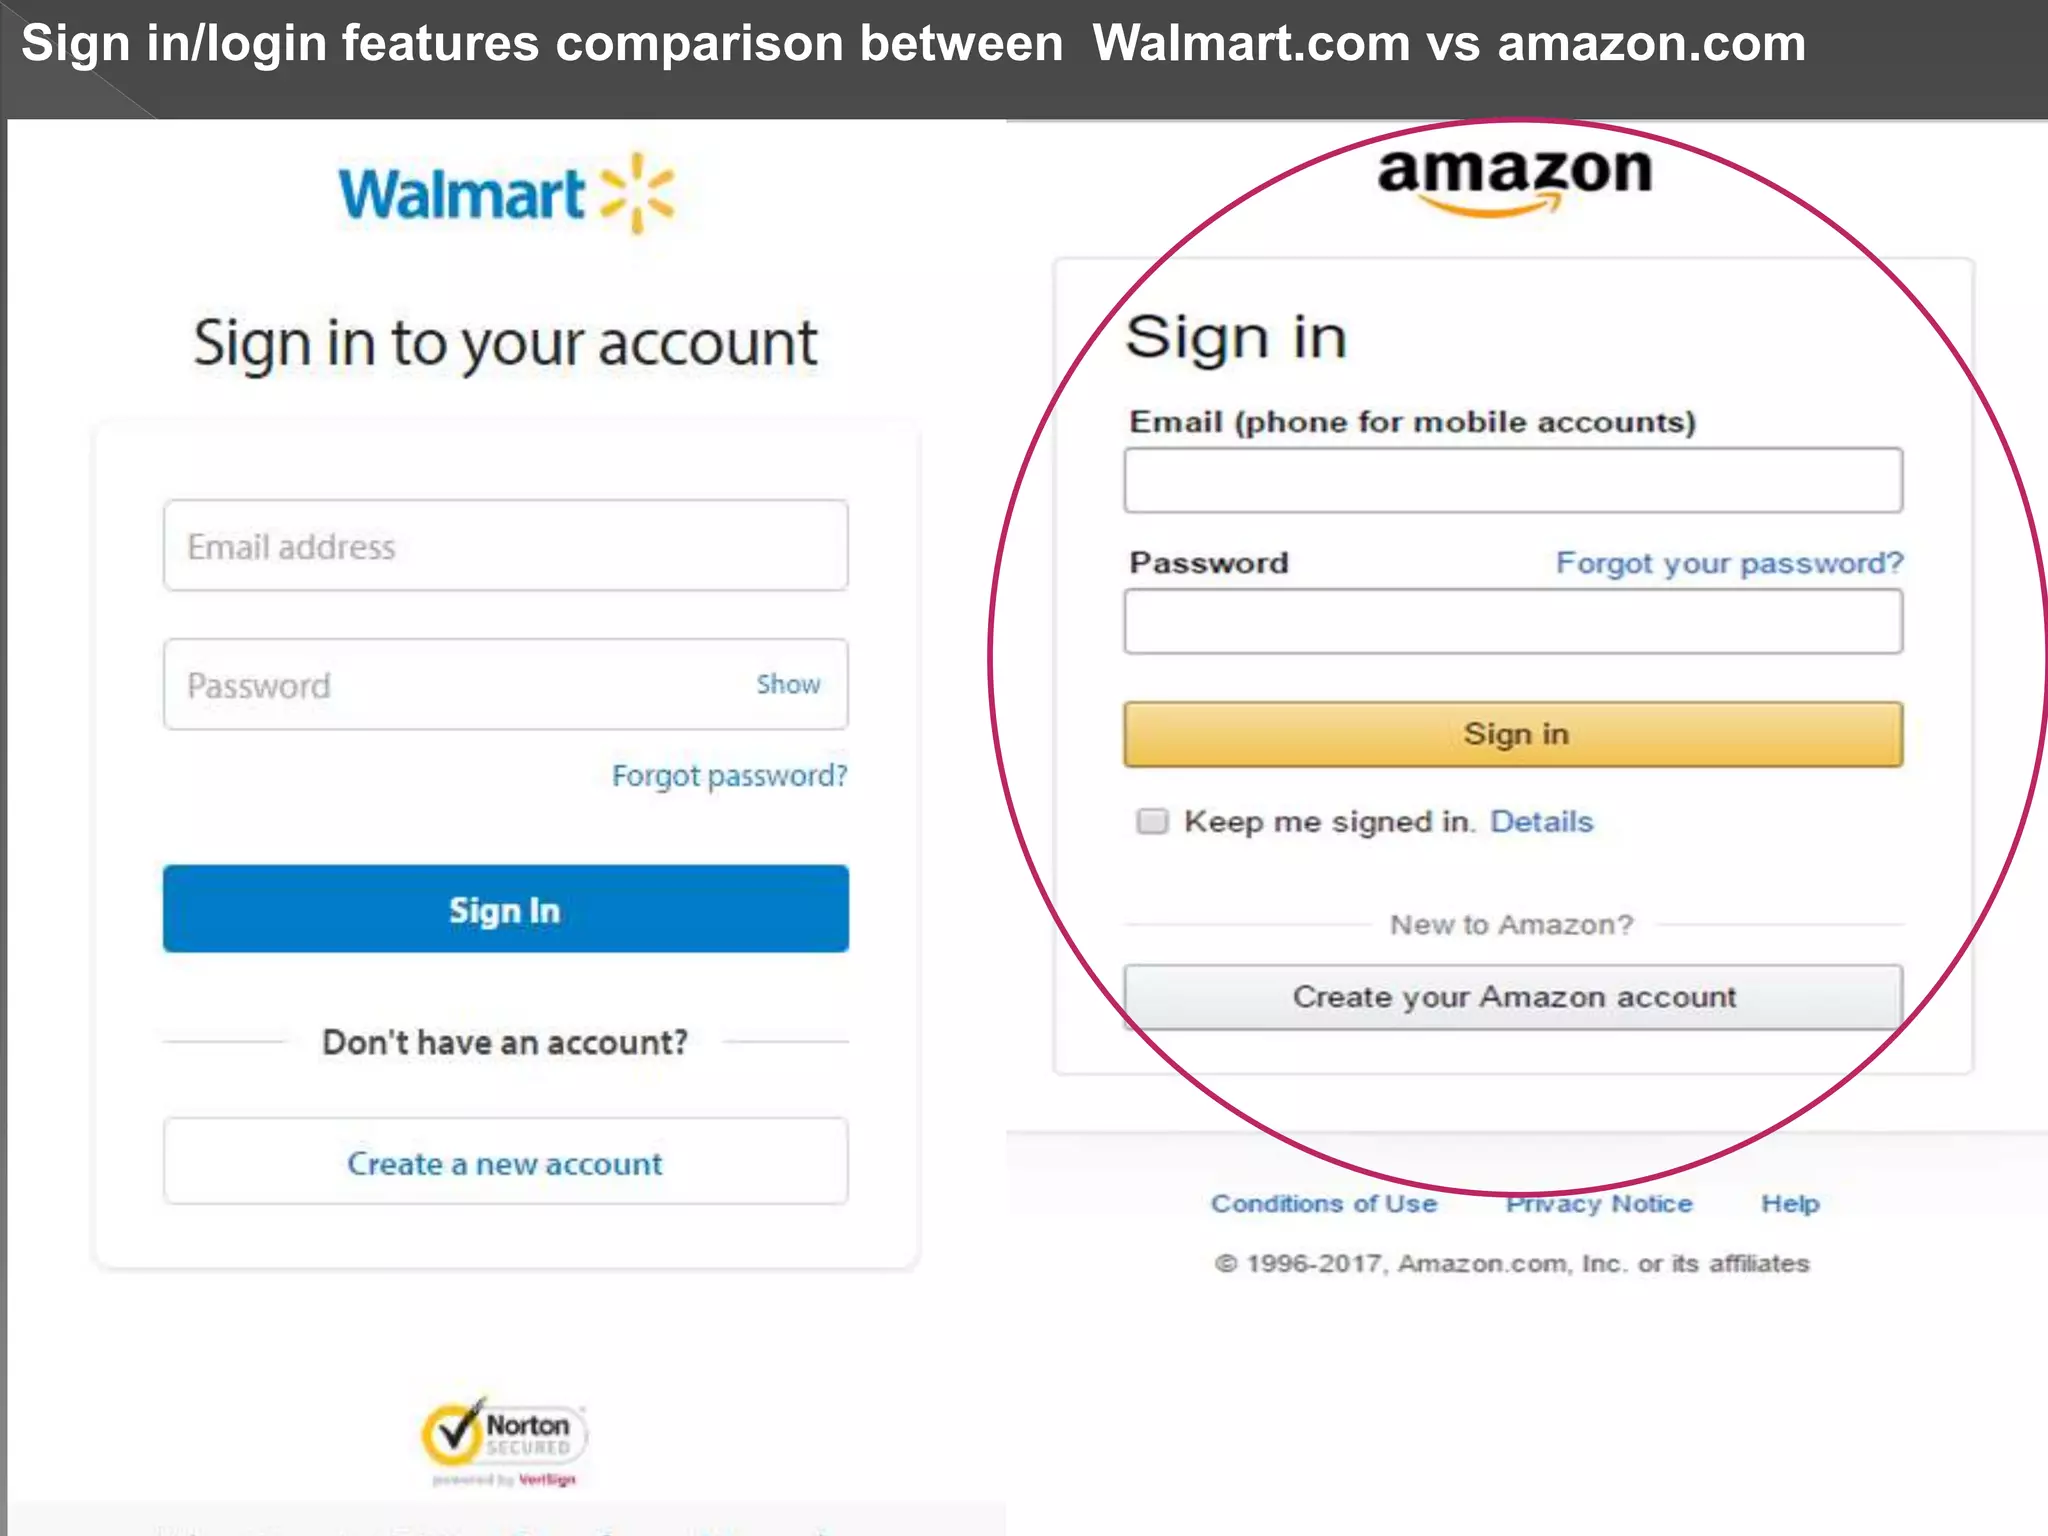 Sign in/login features comparison between Walmart.com vs amazon.com
Walmart
Sign in to your account
Email address
Password Show
Forgot password?
Sign In
Don't have an account?
Create a new account
Norton
SECURED
powered by VeriSign
amazon
Sign in
Email (phone for mobile accounts)
Password Forgot your password?
Sign in
Keep me signed in. Details
New to Amazon?
Create your Amazon account
Conditions of Use Privacy Notice Help
© 1996-2017, Amazon.com, Inc. or its affiliates